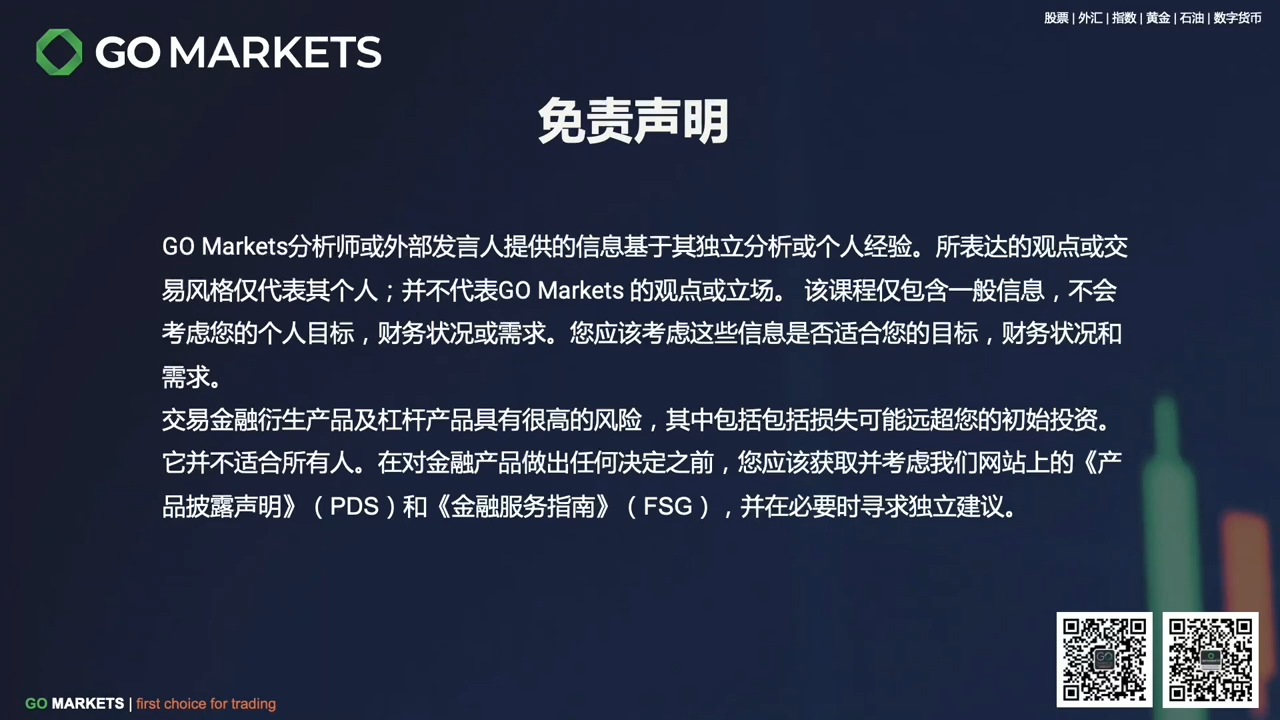 股票 | 外汇 | 指数 | 黄金 | 石油 | 数字货币
GO MARKETS
免责声明
GO Markets分析师或外部发言人提供的信息基于其独立分析或个人经验。所表达的观点或交
易风格仅代表其个人；并不代表GO Markets 的观点或立场。 该课程仅包含一般信息，不会
考虑您的个人目标，财务状况或需求。您应该考虑这些信息是否适合您的目标，财务状况和
需求。
交易金融衍生产品及杠杆产品具有很高的风险，其中包括包括损失可能远超您的初始投资。
它并不适合所有人。在对金融产品做出任何决定之前，您应该获取并考虑我们网站上的《产
品披露声明》（PDS）和《金融服务指南》（FSG），并在必要时寻求独立建议。
GO MARKETS | first choice for trading